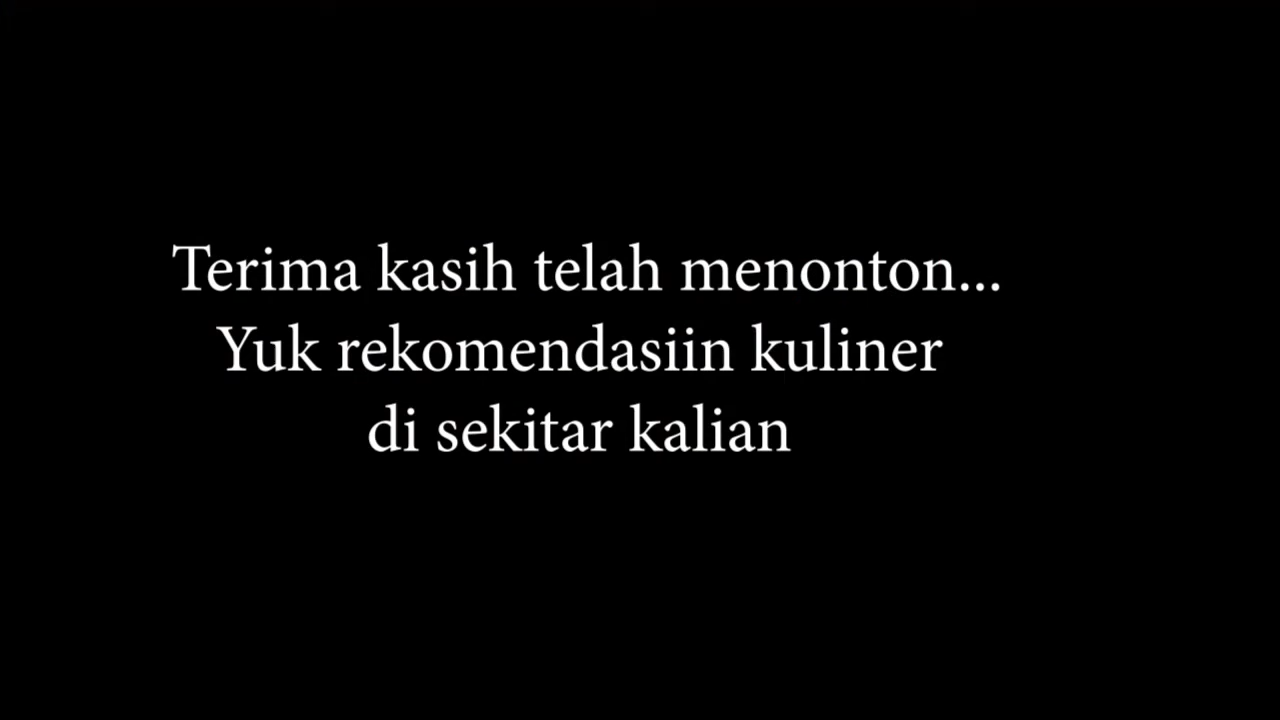 Terima kasih telah menonton...
Yuk rekomendasiin kuliner
di sekitar kalian